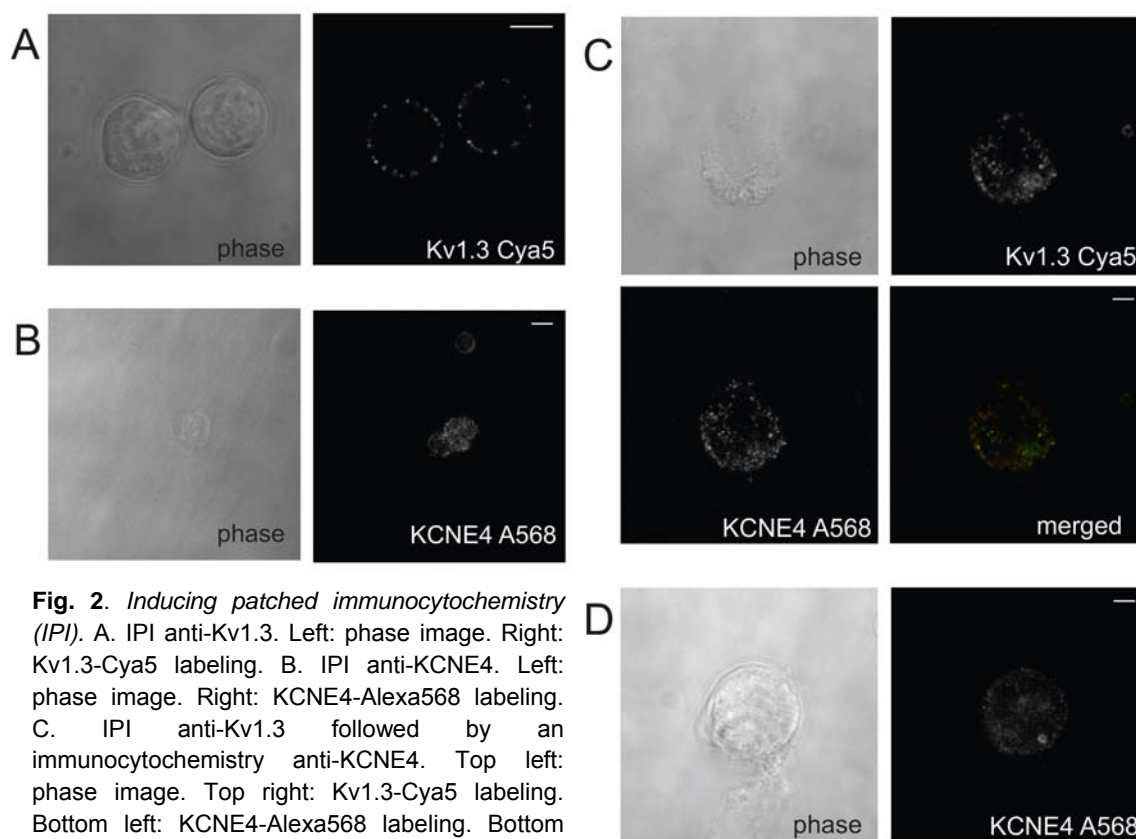 A
phase
Kv1.3 Cya5
B
phase
KCNE4 A568
C
phase
Kv1.3 Cya5
KCNE4 A568
merged
D
phase
KCNE4 A568
Fig. 2. Inducing patched immunocytochemistry
(IPI). A. IPI anti-Kv1.3. Left: phase image. Right:
Kv1.3-Cya5 labeling. B. IPI anti-KCNE4. Left:
phase image. Right: KCNE4-Alexa568 labeling.
C. IPI anti-Kv1.3 followed by an
immunocytochemistry anti-KCNE4. Top left:
phase image. Top right: Kv1.3-Cya5 labeling.
Bottom left: KCNE4-Alexa568 labeling. Bottom